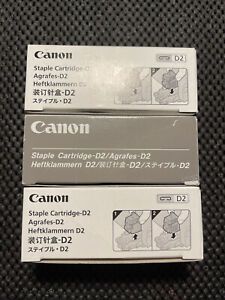 Canon
D2
Staple Cartridge-D2
Agrafes-D2
Heftklammern D2
装订针盒-D2
ステイプル・D2
Canon
Staple Cartridge-D2/Agrafes-D2
Heftklammern D2/装订针盒-D2/ステイプル・D2
Canon
D2
Staple Cartridge-D2
Agrafes-D2
Heftklammern D2
装订针盒-D2
ステイプル・D2